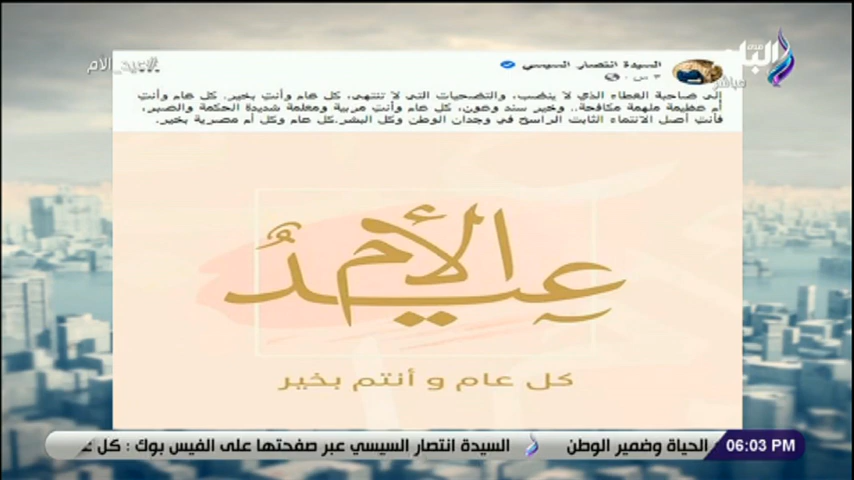 #عيد_الأم
مباشر
السيدة انتصار السيسي
إلى صاحبة العطاء الذي لا ينضب، والتضحيات التي لا تنتهي، كل عام وأنتِ بخير. كل عام وأنتِ
أم عظيمة ملهمة مكافحة.. وخير سند وعون، كل عام وأنتِ مربية ومعلمة شديدة الحكمة والصبر،
فأنتِ أصل الانتماء الثابت الراسخ في وجدان الوطن وكل البشر.كل عام وكل أم مصرية بخير.
عيد الأم
كل عام و أنتم بخير
الحياة وضمير الوطن
السيدة انتصار السيسي عبر صفحتها على الفيس بوك : كل
06:03 PM